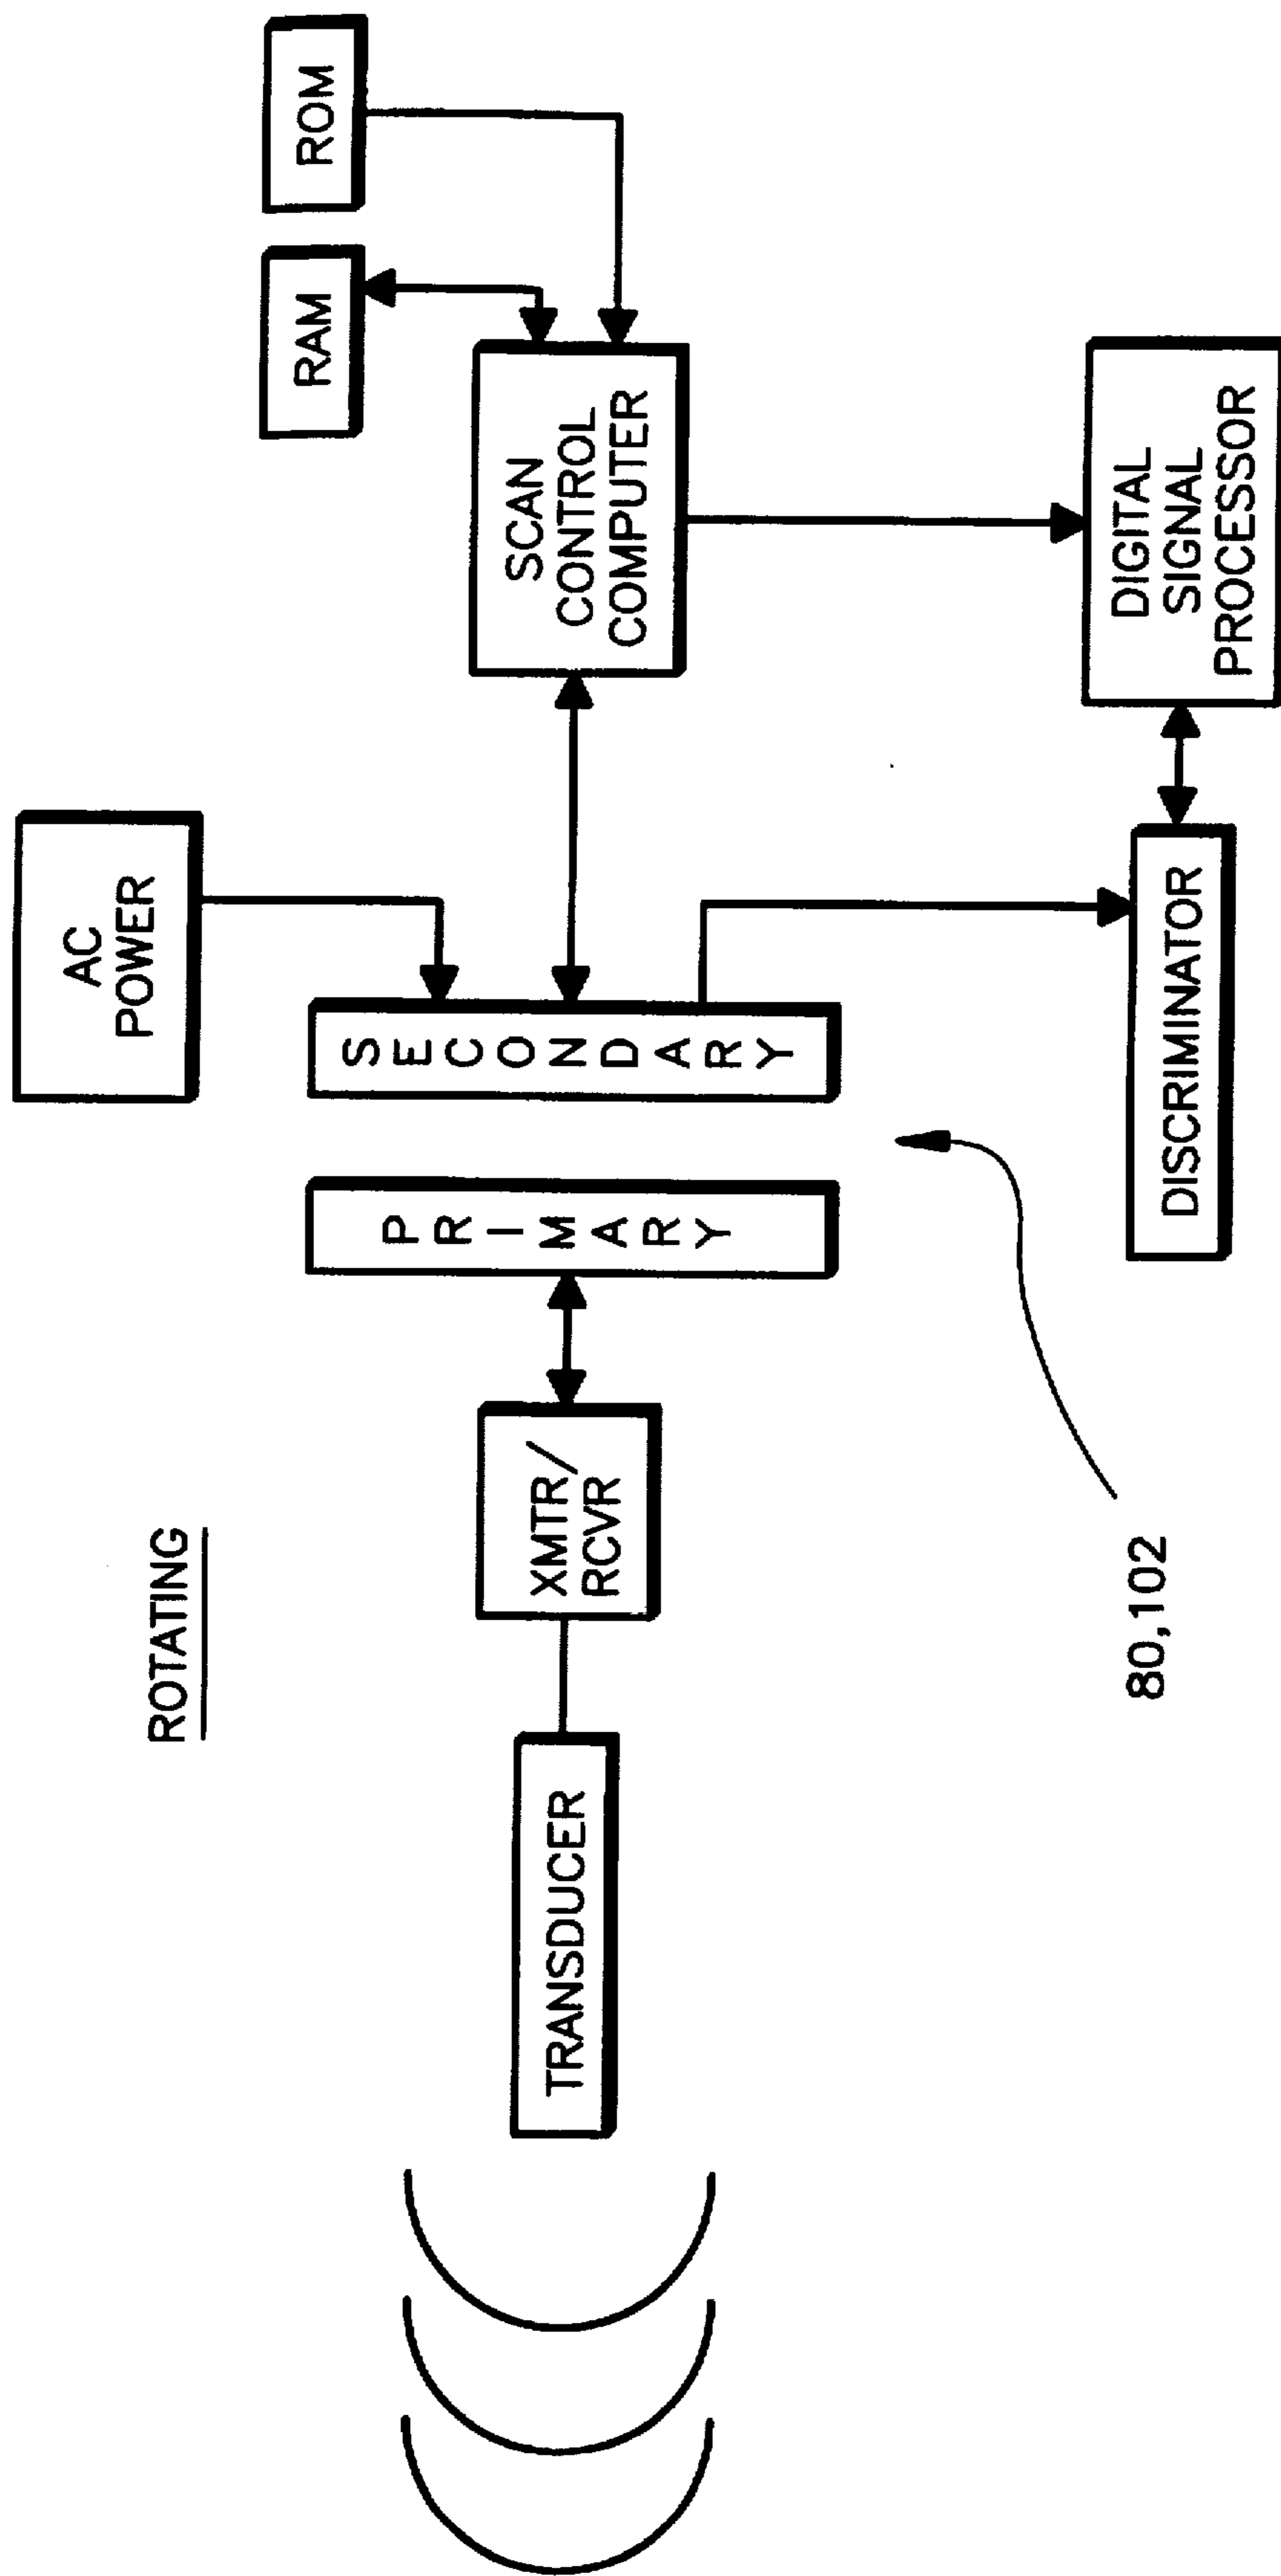 ROTATING
AC
POWER
RAM
ROM
TRANSDUCER
XMTR/
RCVR
PRIMARY
SECONDARY
SCAN
CONTROL
COMPUTER
80,102
DISCRIMINATOR
DIGITAL
SIGNAL
PROCESSOR